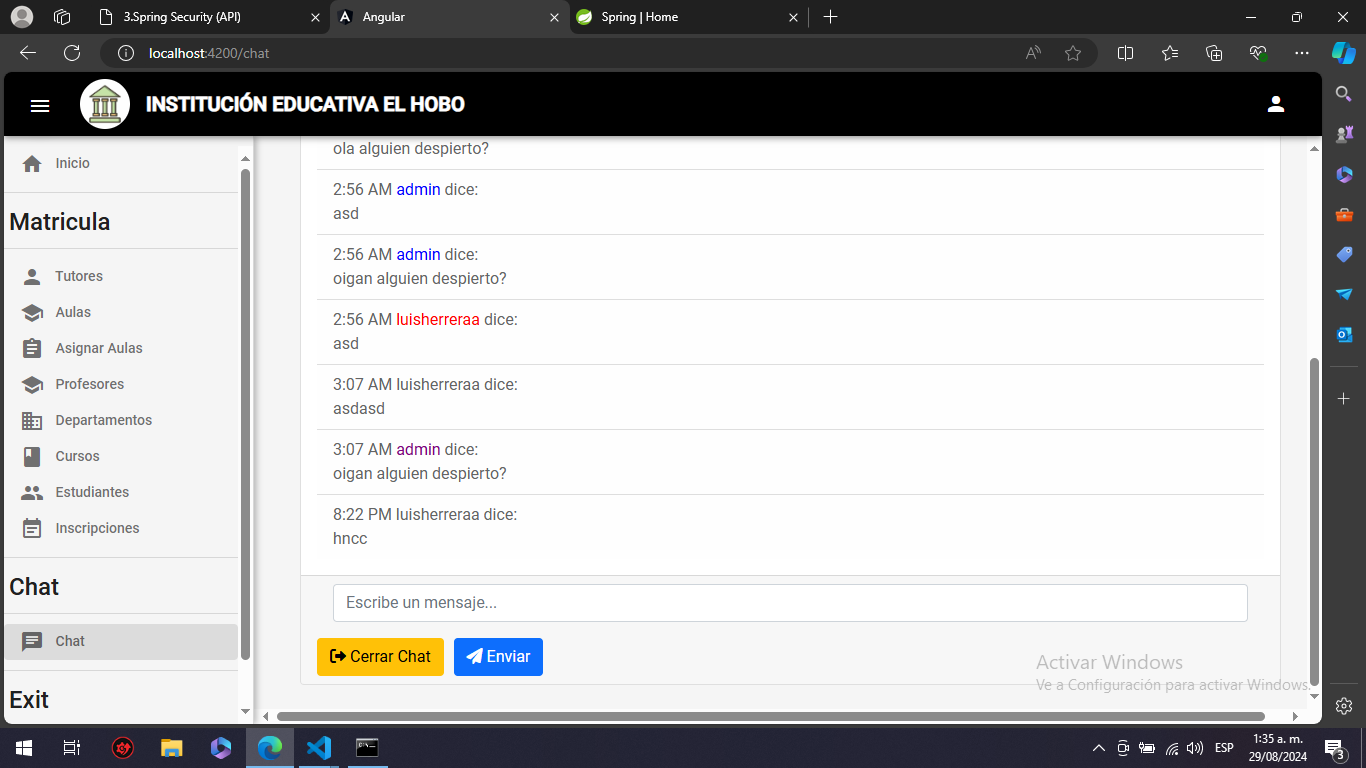 3.Spring Security (API)
Angular
Spring | Home
localhost:4200/chat
INSTITUCIÓN EDUCATIVA EL HOBO
Inicio
Matricula
Tutores
Aulas
Asignar Aulas
Profesores
Departamentos
Cursos
Estudiantes
Inscripciones
Chat
Chat
Exit
ola alguien despierto?
2:56 AM admin dice:
asd
2:56 AM admin dice:
oigan alguien despierto?
2:56 AM luisherreraa dice:
asd
3:07 AM luisherreraa dice:
asdasd
3:07 AM admin dice:
oigan alguien despierto?
8:22 PM luisherreraa dice:
hncc
Escribe un mensaje...
Cerrar Chat
Enviar
Activar Windows
Ve a Configuración para activar Windows.
ESP
1:35 a. m.
29/08/2024
3